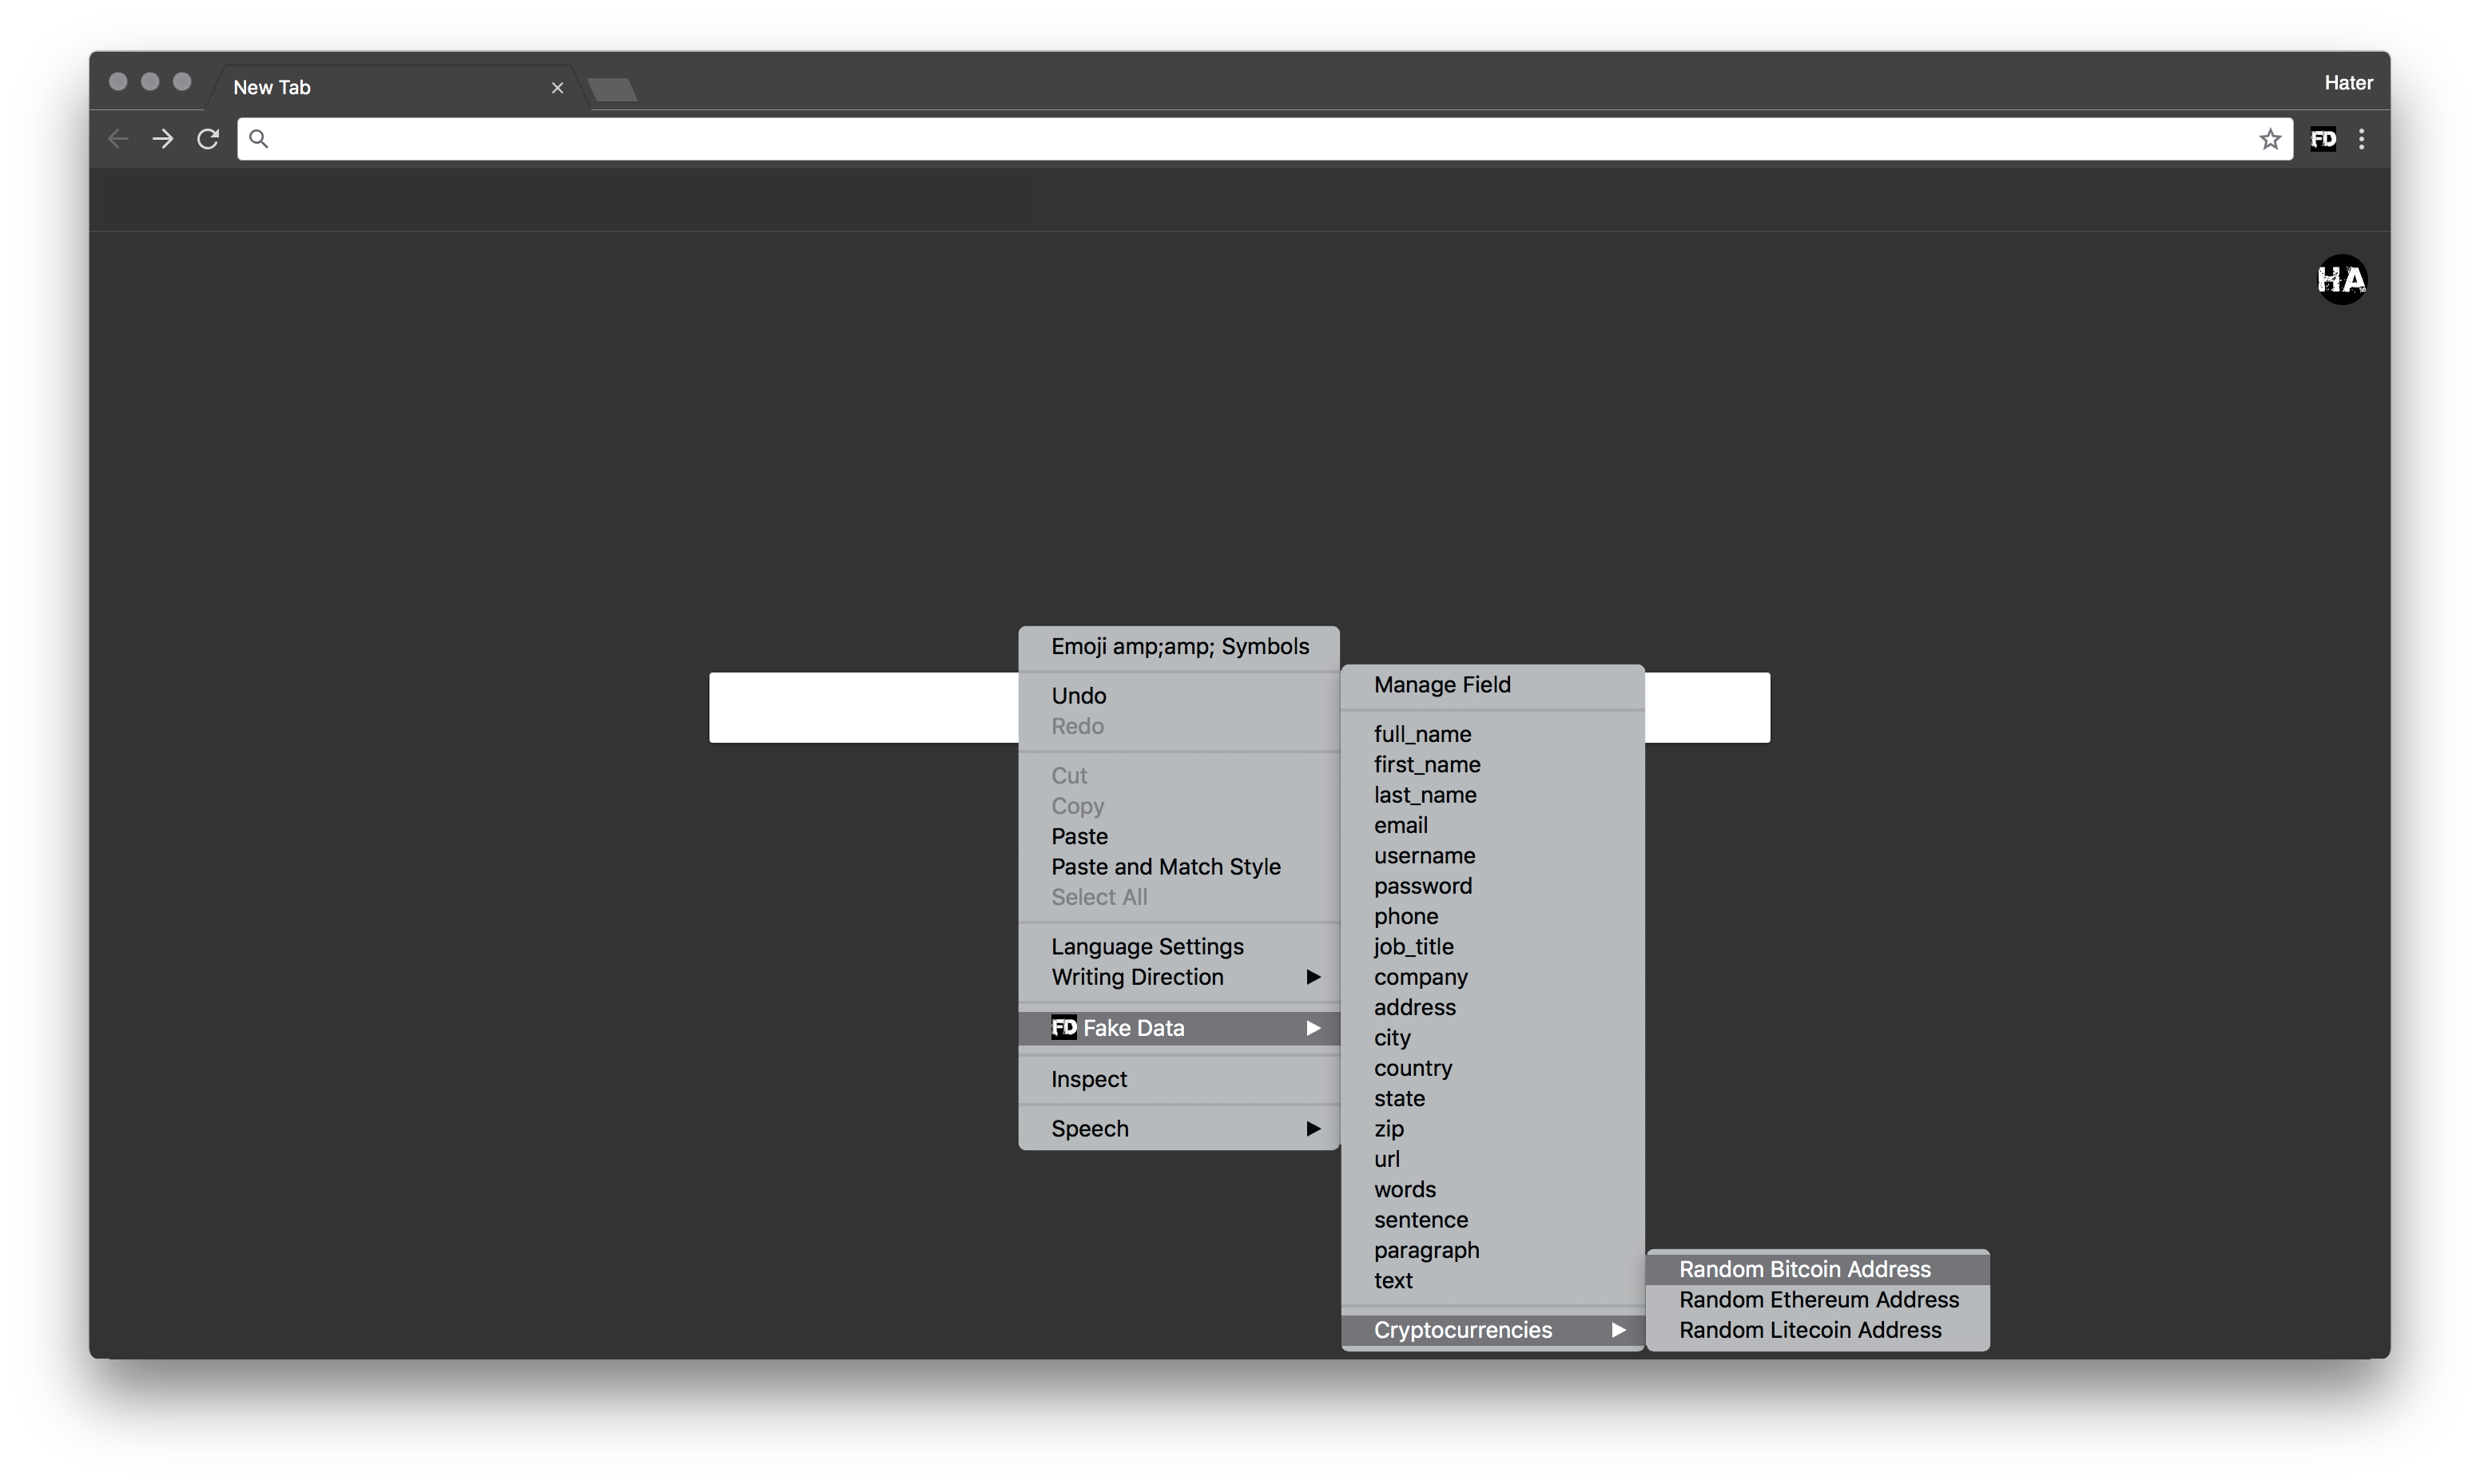 New Tab
Hater
FD
HA
Emoji amp;amp; Symbols
Undo
Redo
Cut
Copy
Paste
Paste and Match Style
Select All
Language Settings
Writing Direction
FD Fake Data
Inspect
Speech
Manage Field
full_name
first_name
last_name
email
username
password
phone
job_title
company
address
city
country
state
zip
url
words
sentence
paragraph
text
Cryptocurrencies
Random Bitcoin Address
Random Ethereum Address
Random Litecoin Address